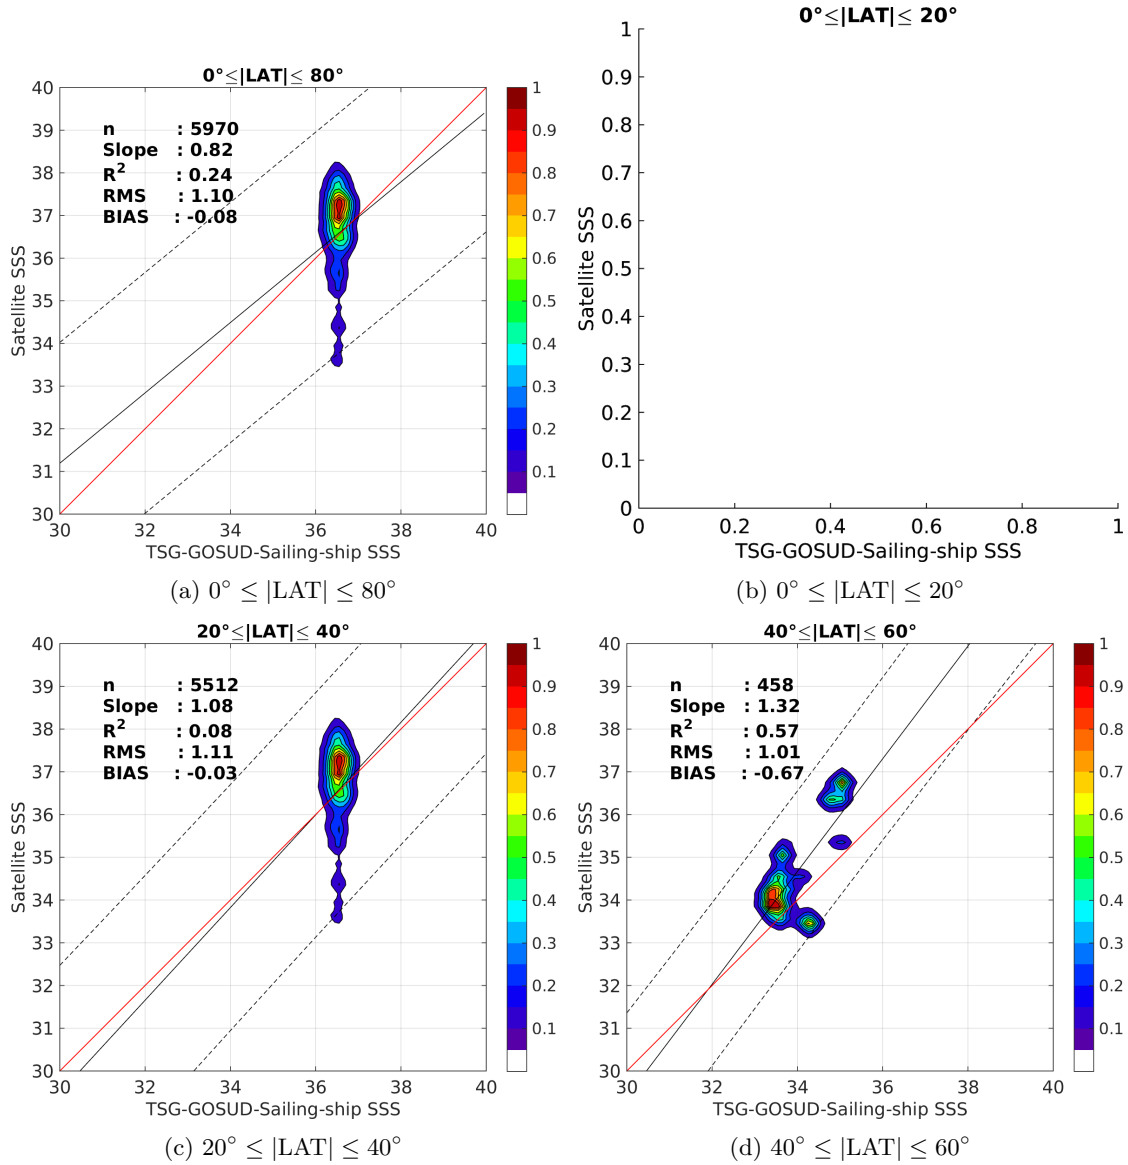 0°≤|LAT|≤ 80°
n : 5970
Slope : 0.82
R² : 0.24
RMS : 1.10
BIAS : -0.08
40
39
38
37
36
35
34
33
32
31
30
30 32 34 36 38 40
Satellite SSS
TSG-GOSUD-Sailing-ship SSS
1
0.9
0.8
0.7
0.6
0.5
0.4
0.3
0.2
0.1
(a) 0° ≤ |LAT| ≤ 80°
0°≤|LAT|≤ 20°
1
0.9
0.8
0.7
0.6
0.5
0.4
0.3
0.2
0.1
0
0 0.2 0.4 0.6 0.8 1
Satellite SSS
TSG-GOSUD-Sailing-ship SSS
(b) 0° ≤ |LAT| ≤ 20°
20°≤|LAT|≤ 40°
n : 5512
Slope : 1.08
R² : 0.08
RMS : 1.11
BIAS : -0.03
40
39
38
37
36
35
34
33
32
31
30
30 32 34 36 38 40
Satellite SSS
TSG-GOSUD-Sailing-ship SSS
1
0.9
0.8
0.7
0.6
0.5
0.4
0.3
0.2
0.1
(c) 20° ≤ |LAT| ≤ 40°
40°≤|LAT|≤ 60°
n : 458
Slope : 1.32
R² : 0.57
RMS : 1.01
BIAS : -0.67
40
39
38
37
36
35
34
33
32
31
30
30 32 34 36 38 40
Satellite SSS
TSG-GOSUD-Sailing-ship SSS
1
0.9
0.8
0.7
0.6
0.5
0.4
0.3
0.2
0.1
(d) 40° ≤ |LAT| ≤ 60°